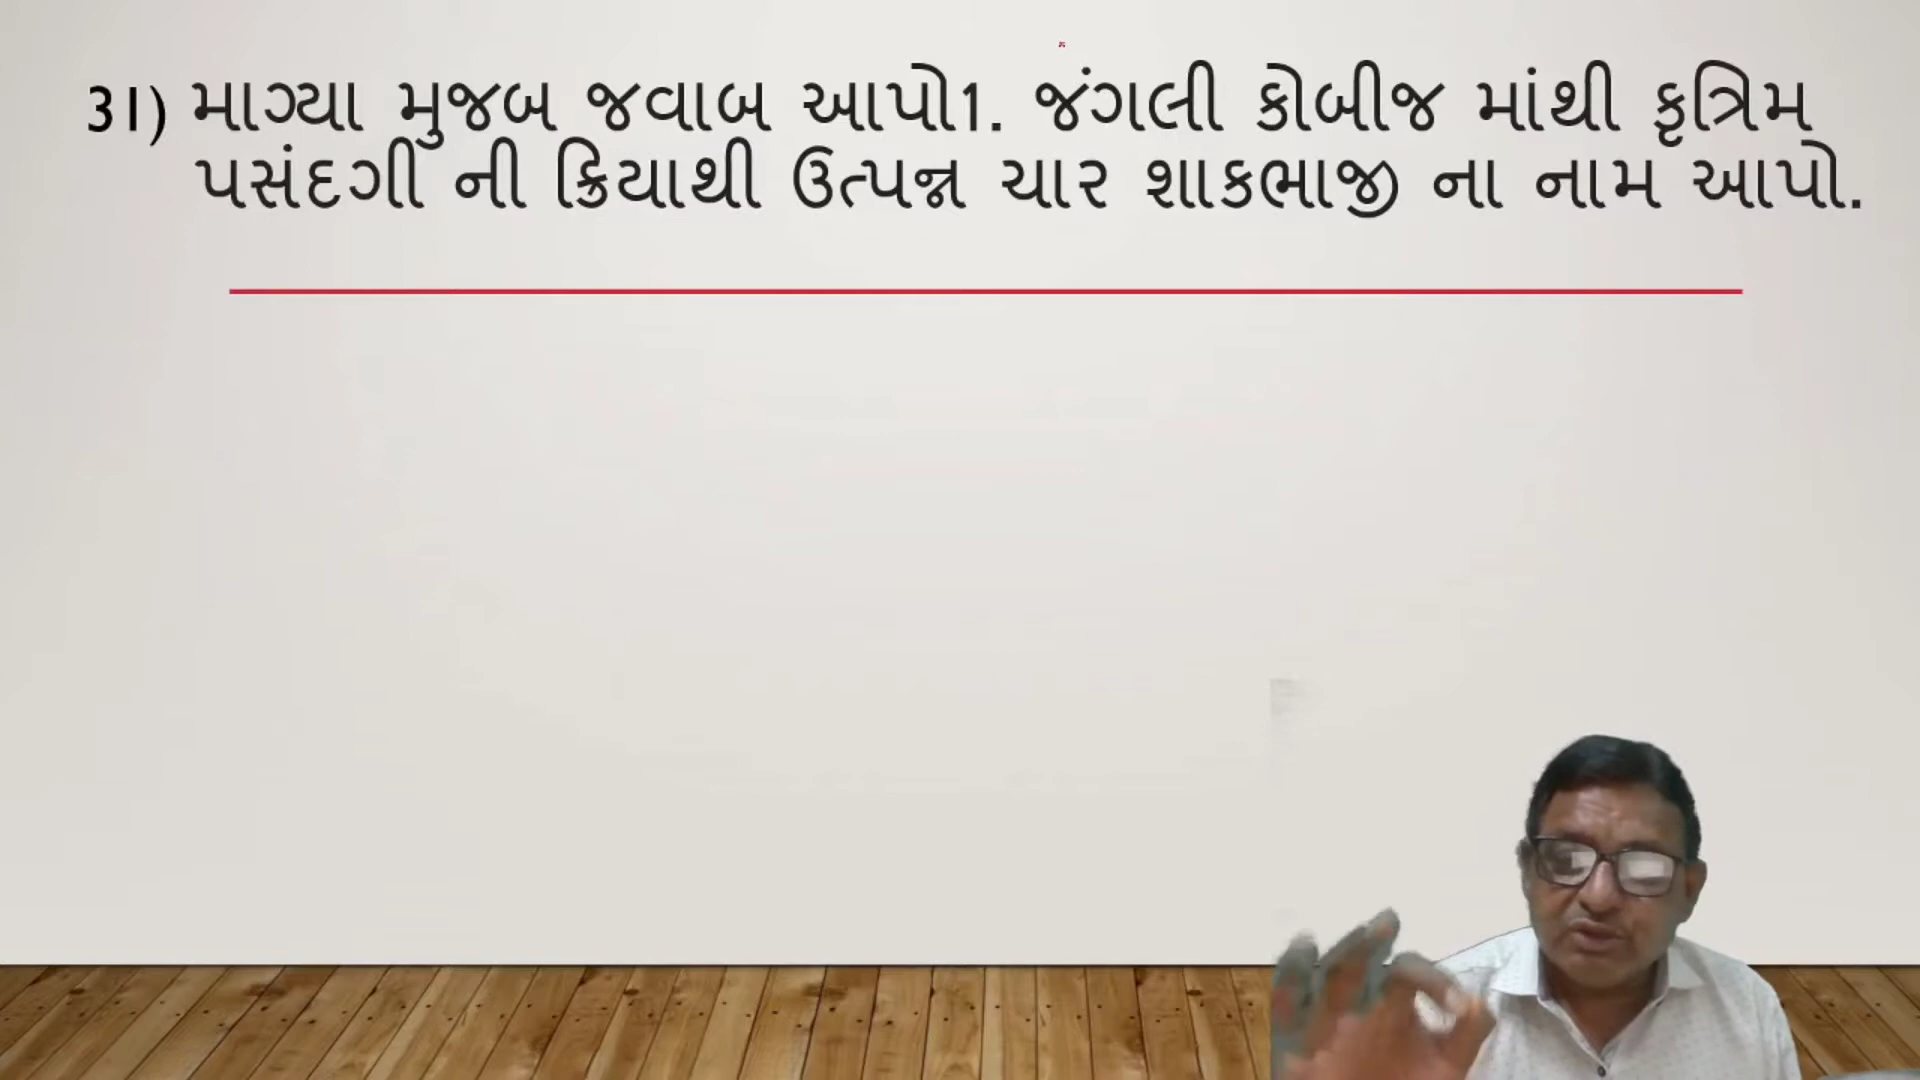 31) માગ્યા મુજબ જવાબ આપો1. જંગલી કોબીજ માંથી કૃત્રિમ
પસંદગી ની ક્રિયાથી ઉત્પન્ન ચાર શાકભાજી ના નામ આપો.